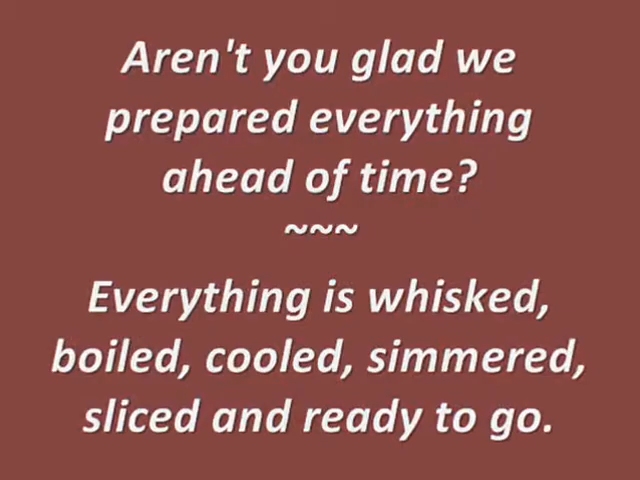 Aren't you glad we
prepared everything
ahead of time?
~~~
Everything is whisked,
boiled, cooled, simmered,
sliced and ready to go.